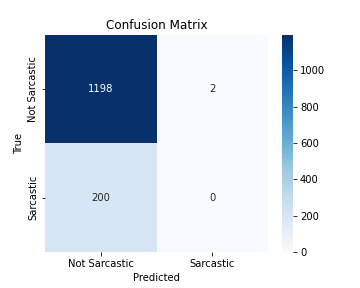 Confusion Matrix
True
Not Sarcastic
Sarcastic
1198
2
200
0
Not Sarcastic
Sarcastic
Predicted
1000
800
600
400
200
0